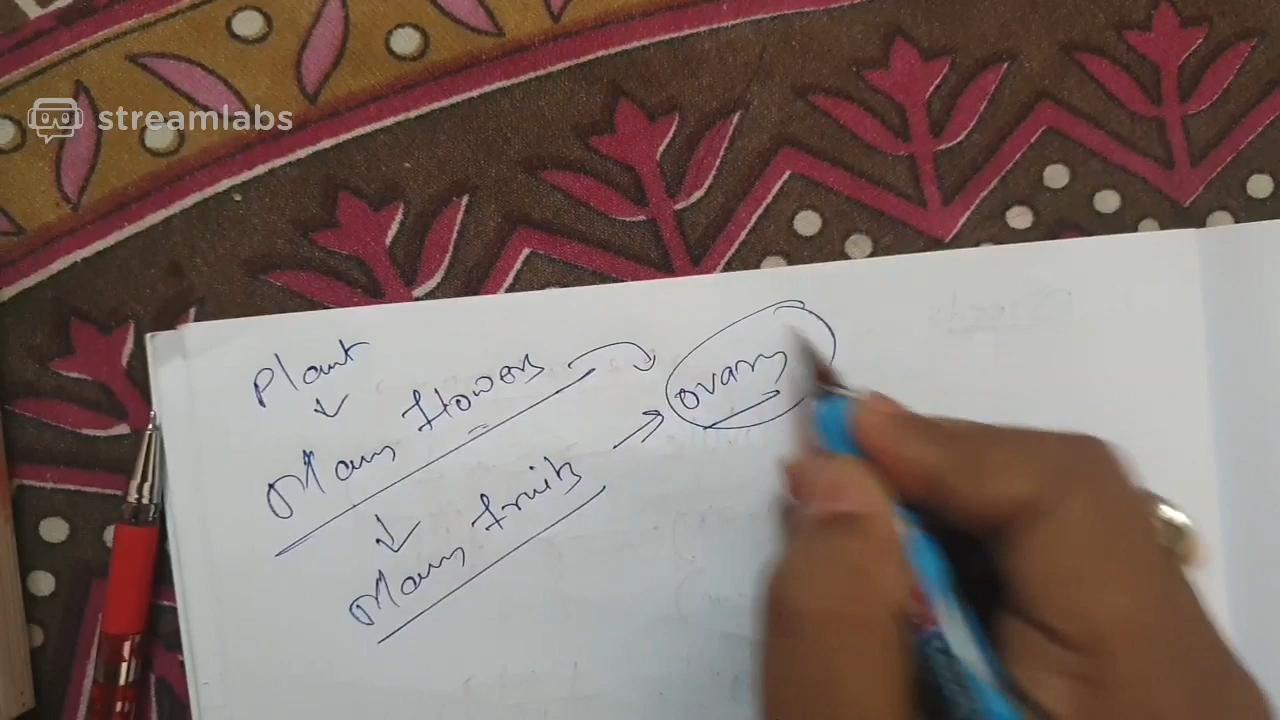 streamlabs
Plant
Many flowers
ovary
Many fruits